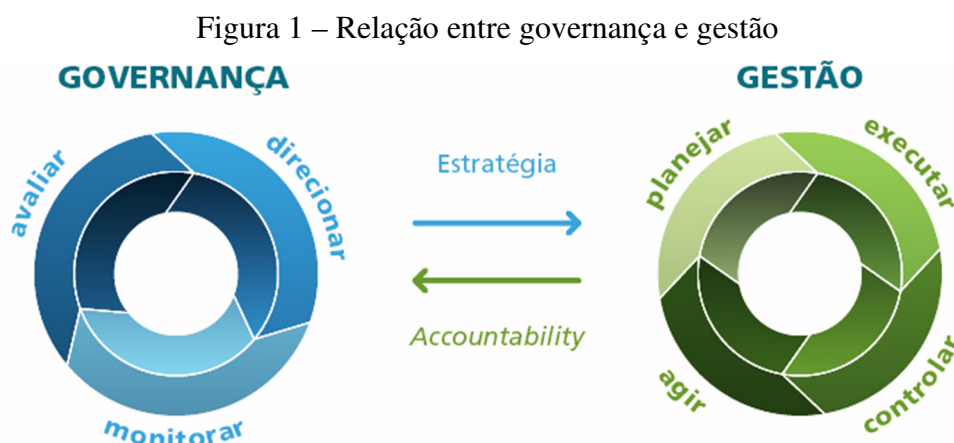 Figura 1 – Relação entre governança e gestão
GOVERNANÇA
GESTÃO
avaliar
direcionar
monitorar
Estratégia
Accountability
planejar
executar
controlar
agir